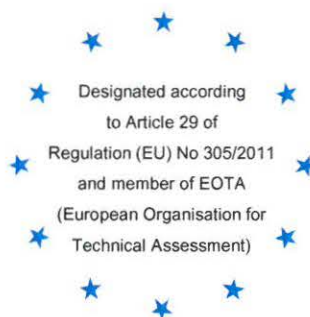 Designated according
to Article 29 of
Regulation (EU) No 305/2011
and member of EOTA
(European Organisation for
Technical Assessment)